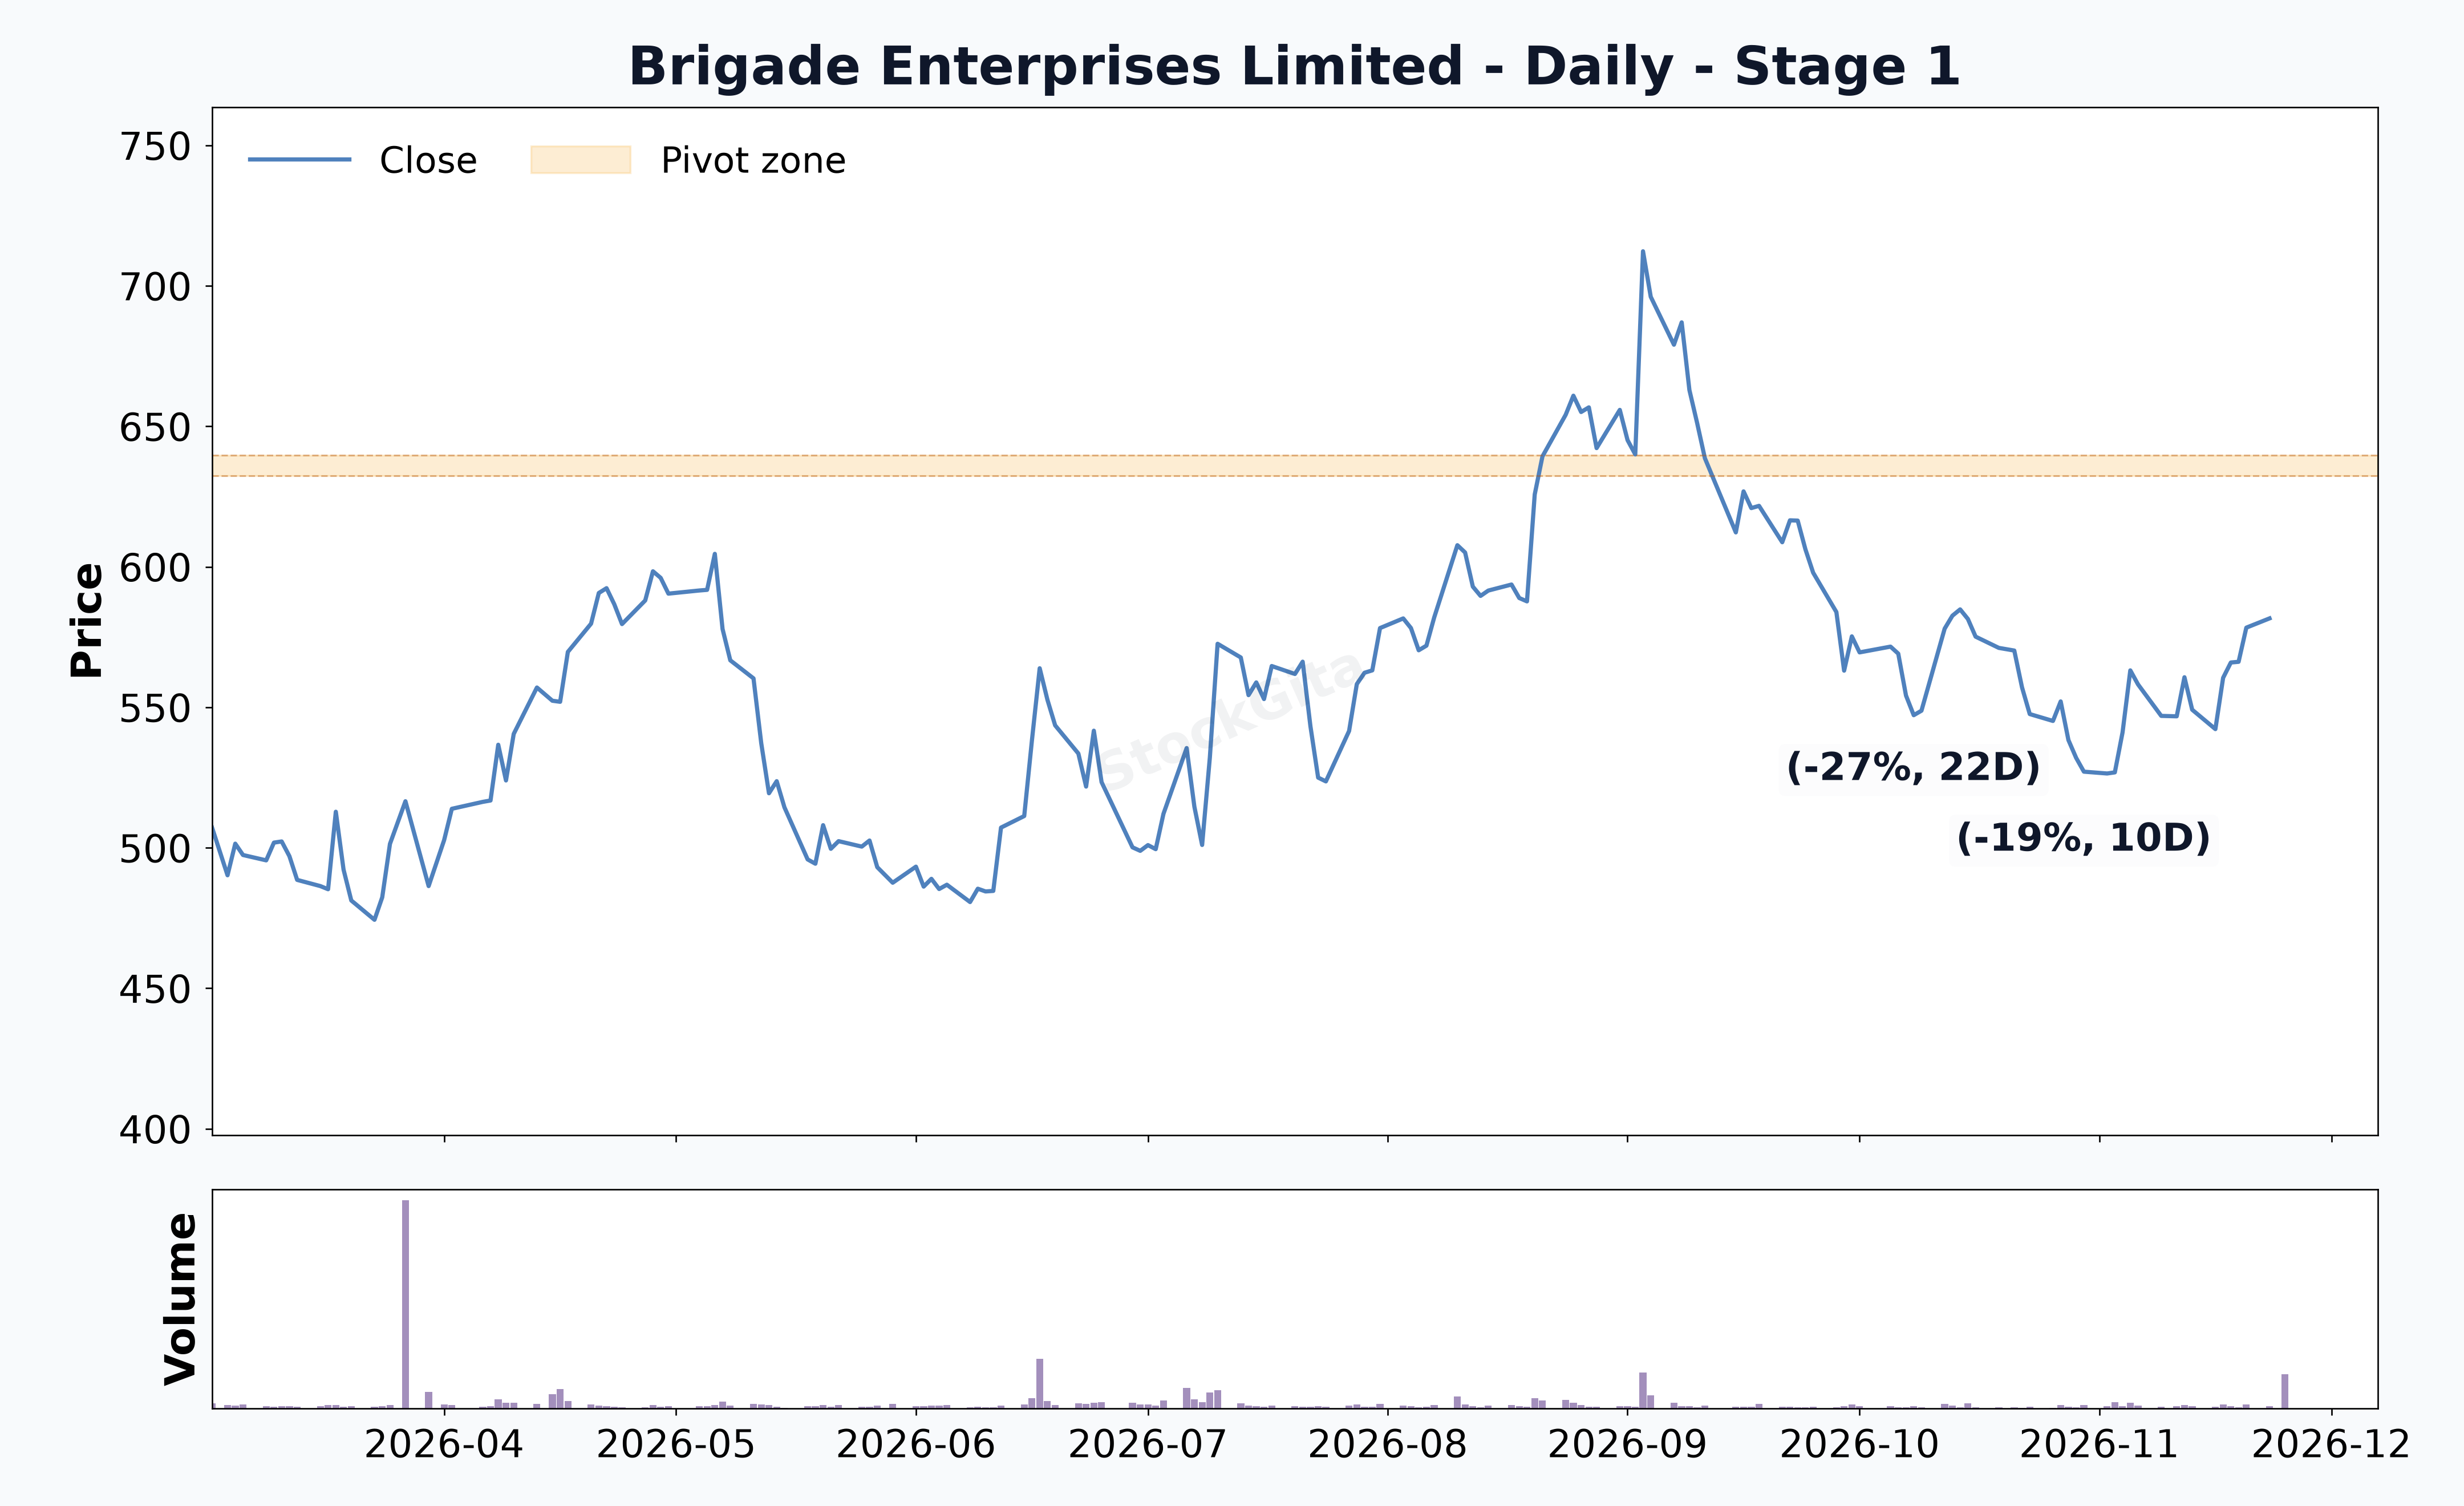 Brigade Enterprises Limited - Daily - Stage 1
Close
Pivot zone
Price
750
700
650
600
550
500
450
400
StockGita
(-27%, 22D)
(-19%, 10D)
Volume
2026-04
2026-05
2026-06
2026-07
2026-08
2026-09
2026-10
2026-11
2026-12